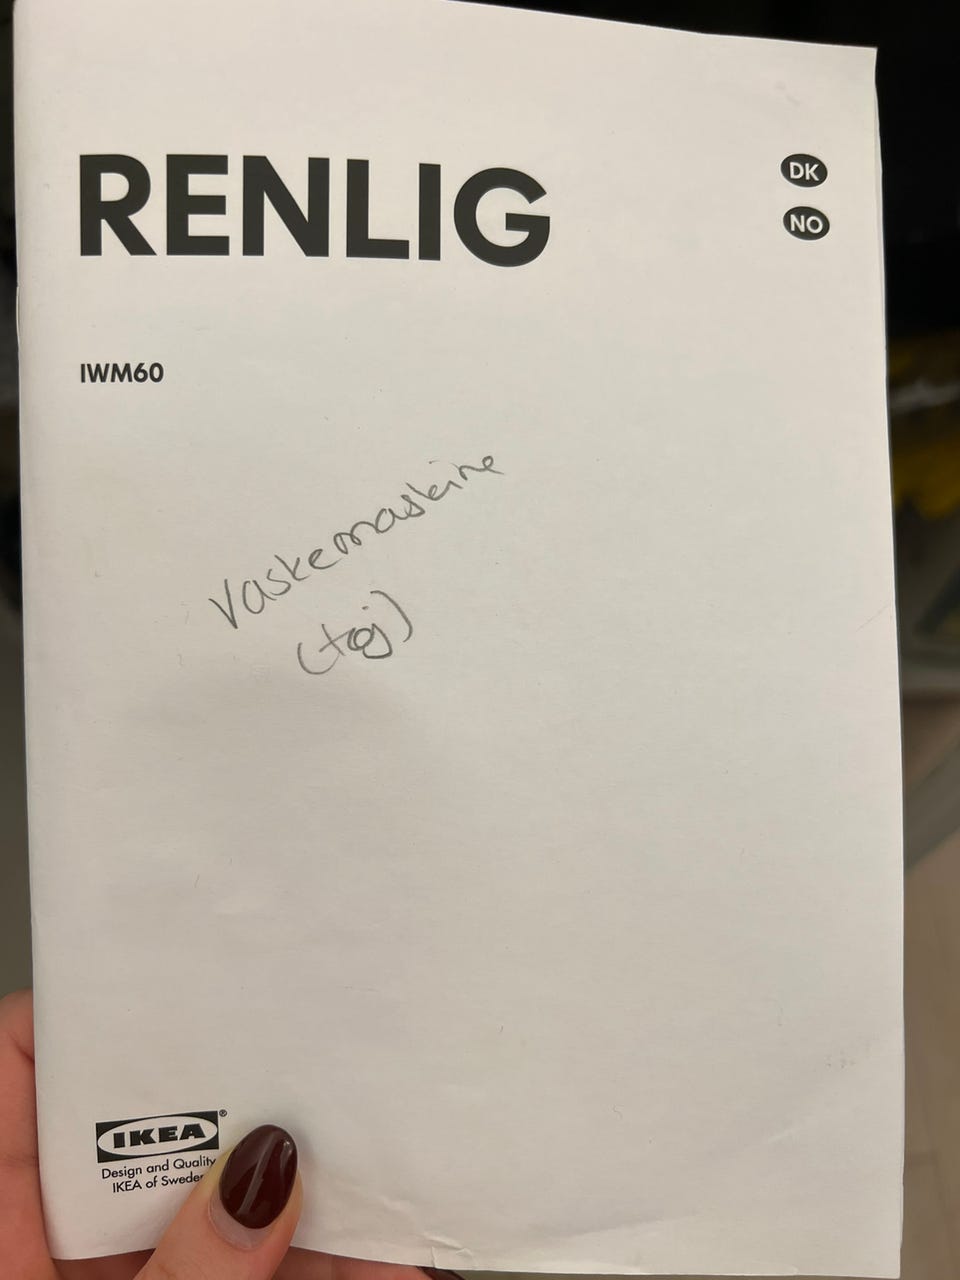 RENLIG
DK
NO
IWM60
Vaskemaskine
(tøj)
IKEA®
Design and Quality
IKEA of Sweden